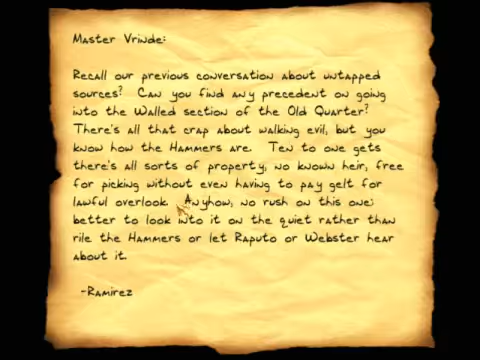 Master Vrinde:
Recall our previous conversation about untapped
sources? Can you find any precedent on going
into the Walled section of the Old Quarter?
There's all that crap about walking evil, but you
know how the Hammers are. Ten to one gets
there's all sorts of property, no known heir, free
for picking without even having to pay gelt for
lawful overlook. Anyhow, no rush on this one;
better to look into it on the quiet rather than
rile the Hammers or let Raputo or Webster hear
about it.
-Ramirez